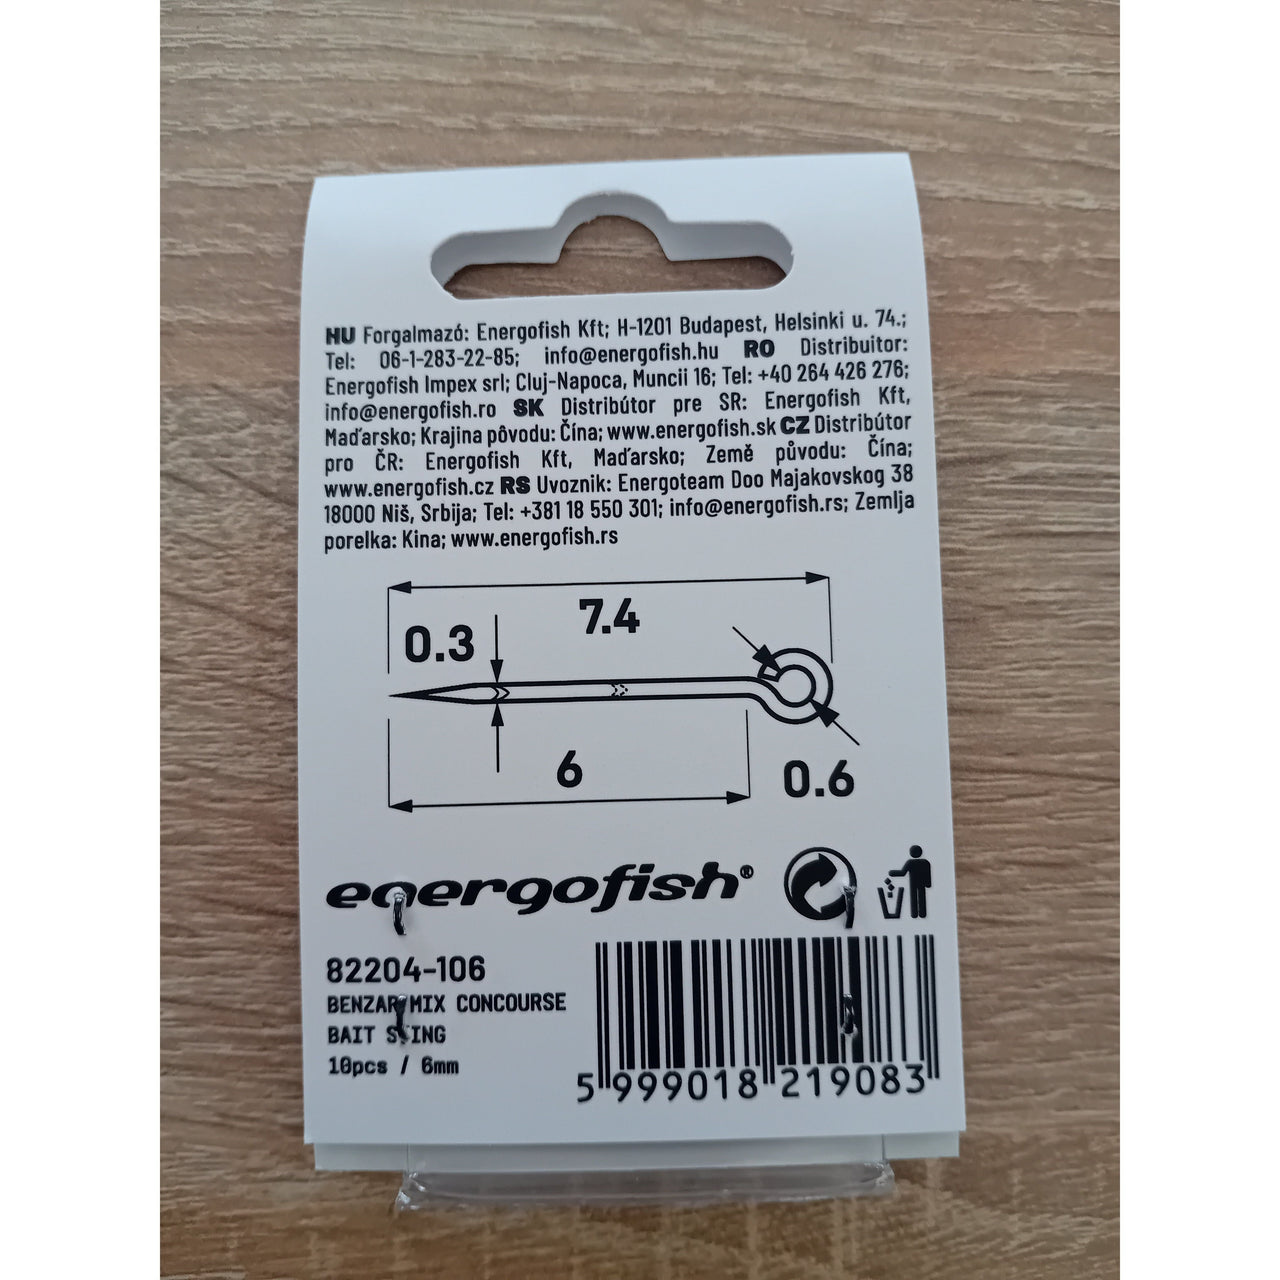 HU Forgalmazó: Energofish Kft; H-1201 Budapest, Helsinki u. 74.;
Tel: 06-1-283-22-85; info@energofish.hu RO Distribuitor:
Energofish Impex srl; Cluj-Napoca, Muncii 16; Tel: +40 264 426 276;
info@energofish.ro SK Distribútor pre SR: Energofish Kft,
Maďarsko; Krajina pôvodu: Čína; www.energofish.sk CZ Distribútor
pro ČR: Energofish Kft, Maďarsko; Země původu: Čína;
www.energofish.cz RS Uvoznik: Energoteam Doo Majakovskog 38
18000 Niš, Srbija; Tel: +381 18 550 301; info@energofish.rs; Zemlja
porekla: Kina; www.energofish.rs
7.4
0.3
6
0.6
energofish®
82204-106
BENZAR MIX CONCOURSE
BAIT STING
10pcs / 6mm
5 999018 219083